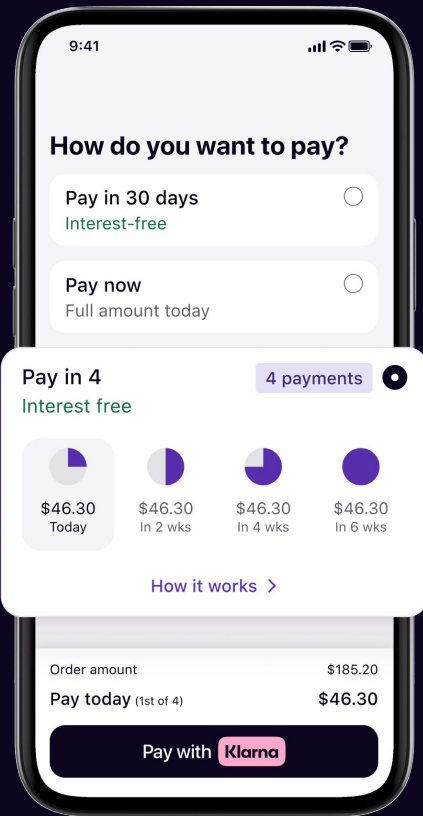 9:41
How do you want to pay?
Pay in 30 days
Interest-free
Pay now
Full amount today
Pay in 4
4 payments
Interest free
$46.30 $46.30 $46.30 $46.30
Today In 2 wks In 4 wks In 6 wks
How it works >
Order amount $185.20
Pay today (1st of 4) $46.30
Pay with Klarna